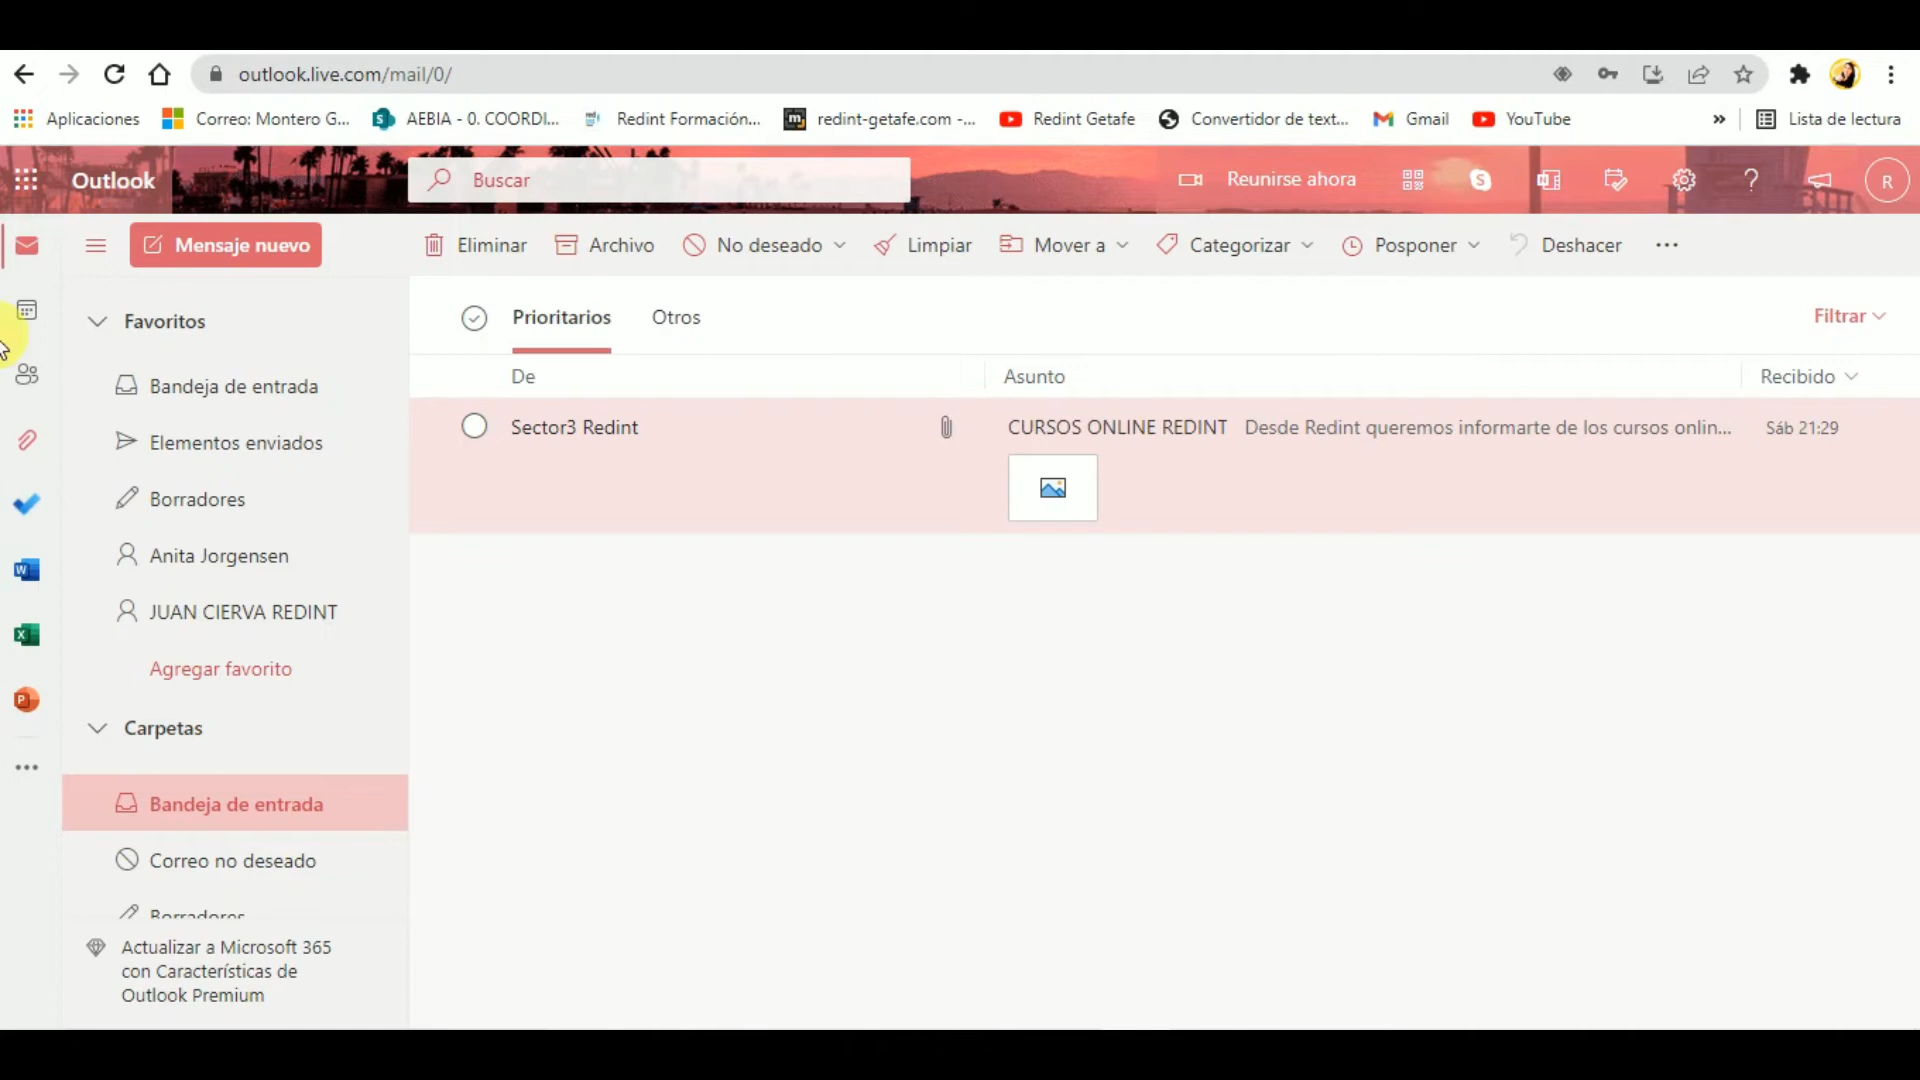 outlook.live.com/mail/0/
Aplicaciones Correo: Montero G... AEBIA - 0. COORDI... Redint Formación... redint-getafe.com -... Redint Getafe Convertidor de text... Gmail YouTube » Lista de lectura
Outlook Buscar Reunirse ahora R
Mensaje nuevo Eliminar Archivo No deseado Limpiar Mover a Categorizar Posponer Deshacer ...
Favoritos
Prioritarios Otros Filtrar
De Asunto Recibido
Bandeja de entrada
Sector3 Redint CURSOS ONLINE REDINT Desde Redint queremos informarte de los cursos onlin... Sáb 21:29
Elementos enviados
Borradores
Anita Jorgensen
JUAN CIERVA REDINT
Agregar favorito
Carpetas
Bandeja de entrada
Correo no deseado
Borradores
Actualizar a Microsoft 365
con Características de
Outlook Premium